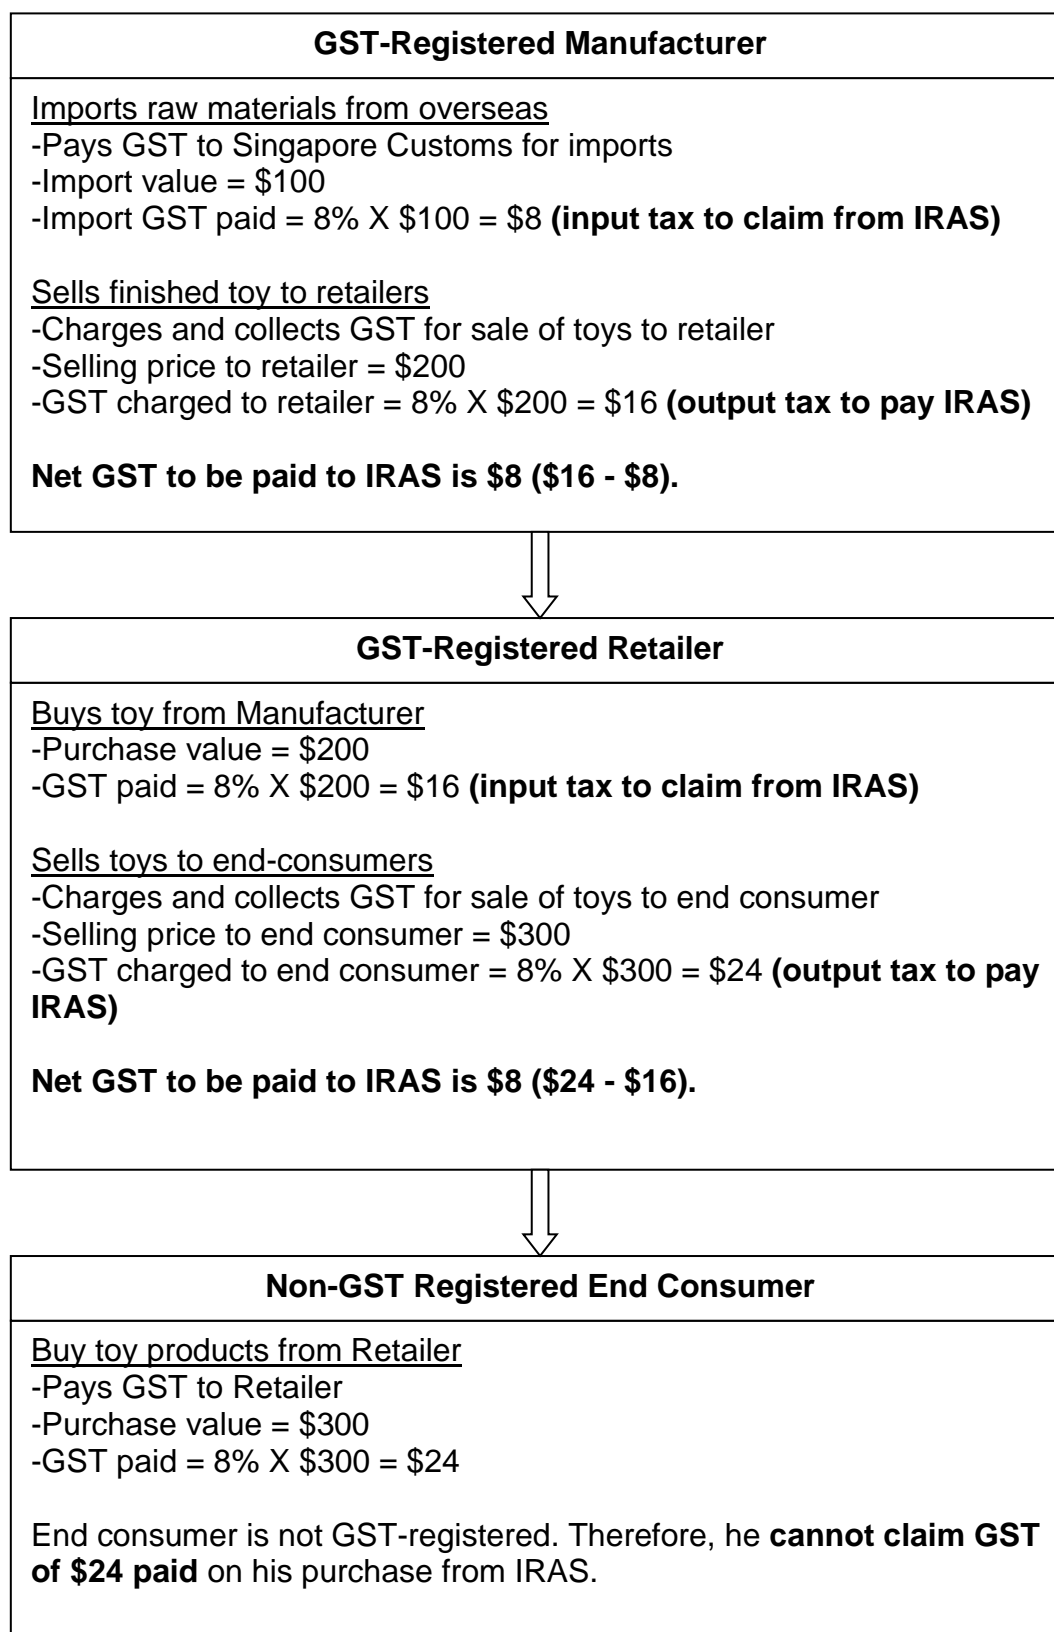 GST-Registered Manufacturer
Imports raw materials from overseas
-Pays GST to Singapore Customs for imports
-Import value = $100
-Import GST paid = 8% X $100 = $8 (input tax to claim from IRAS)
Sells finished toy to retailers
-Charges and collects GST for sale of toys to retailer
-Selling price to retailer = $200
-GST charged to retailer = 8% X $200 = $16 (output tax to pay IRAS)
Net GST to be paid to IRAS is $8 ($16 - $8).
GST-Registered Retailer
Buys toy from Manufacturer
-Purchase value = $200
-GST paid = 8% X $200 = $16 (input tax to claim from IRAS)
Sells toys to end-consumers
-Charges and collects GST for sale of toys to end consumer
-Selling price to end consumer = $300
-GST charged to end consumer = 8% X $300 = $24 (output tax to pay
IRAS)
Net GST to be paid to IRAS is $8 ($24 - $16).
Non-GST Registered End Consumer
Buy toy products from Retailer
-Pays GST to Retailer
-Purchase value = $300
-GST paid = 8% X $300 = $24
End consumer is not GST-registered. Therefore, he cannot claim GST
of $24 paid on his purchase from IRAS.